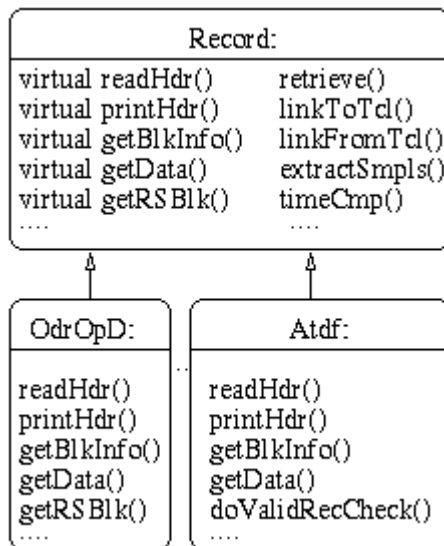 Record:
virtual readHdr() retrieve()
virtual printHdr() linkToTcl()
virtual getBlkInfo() linkFromTcl()
virtual getData() extractSmpls()
virtual getRSBlk() timeCmp()
.... ....
OdrOpD:
readHdr()
printHdr()
getBlkInfo()
getData()
getRSBlk()
....
..
Atdf:
readHdr()
printHdr()
getBlkInfo()
getData()
doValidRecCheck()
....